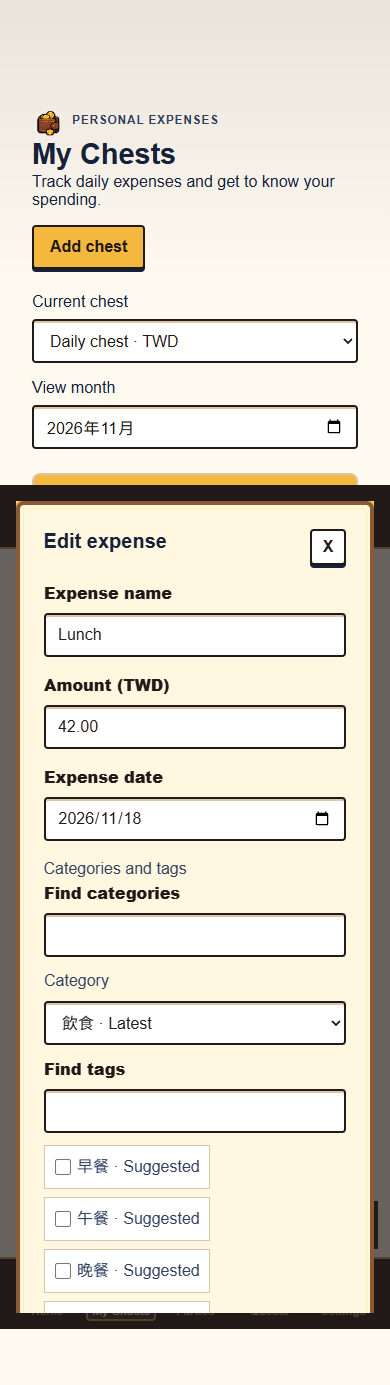 PERSONAL EXPENSES
My Chests
Track daily expenses and get to know your
spending.
Add chest
Current chest
Daily chest · TWD
View month
2026年11月
Edit expense
X
Expense name
Lunch
Amount (TWD)
42.00
Expense date
2026/11/18
Categories and tags
Find categories
Category
飲食 · Latest
Find tags
早餐 · Suggested
午餐 · Suggested
晚餐 · Suggested